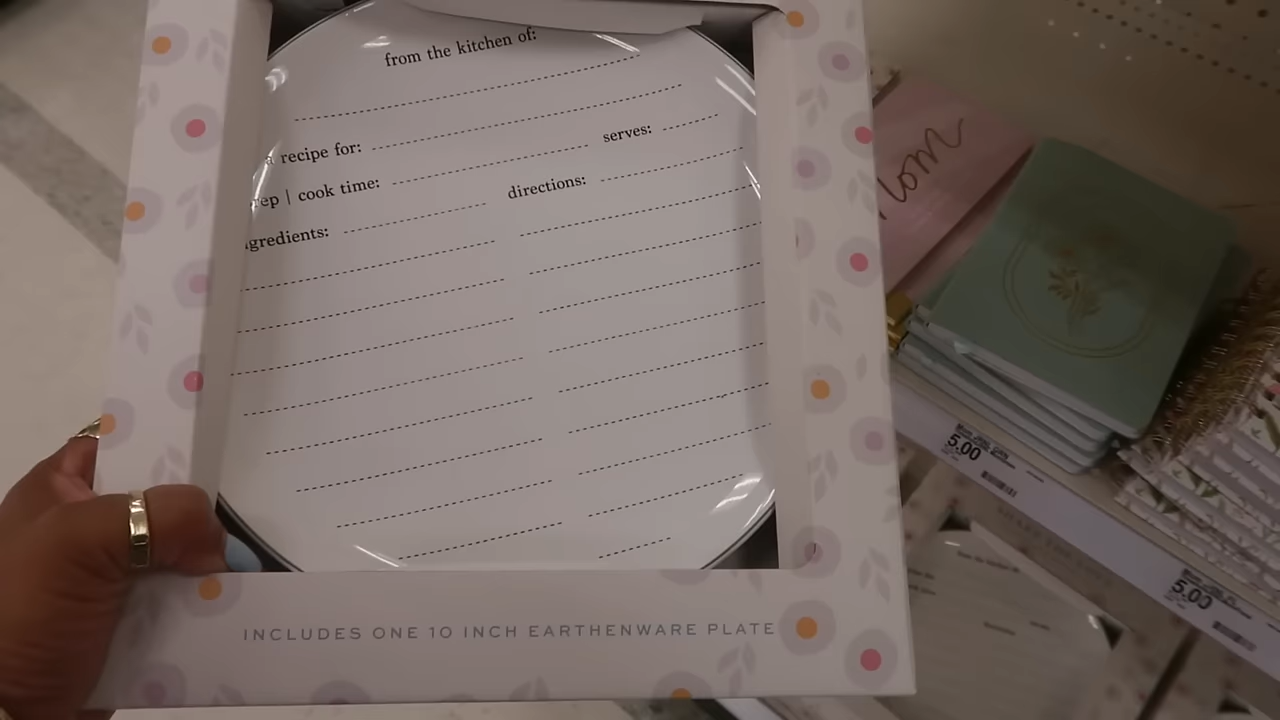 from the kitchen of:
recipe for:
serves:
| cook time:
directions:
INCLUDES ONE 10 INCH EARTHENWARE PLATE
5.00
5.00